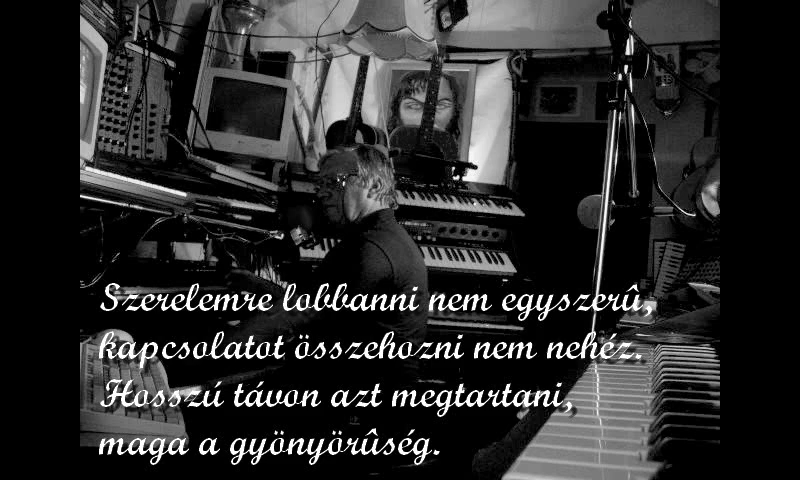 Szerelemre lobbanni nem egyszerû,
kapcsolatot összehozni nem nehéz.
Hosszú távon azt megtartani,
maga a gyönyörûség.